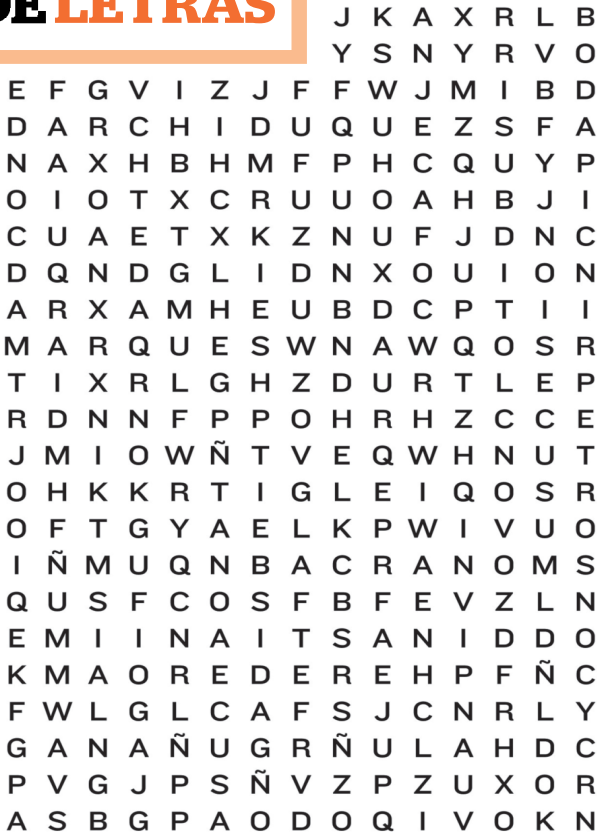 DE LETRAS
J K A X R L B
Y S N Y R V O
E F G V I Z J F F W J M I B D
D A R C H I D U Q U E Z S F A
N A X H B H M F P H C Q U Y P
O I O T X C R U U O A H B J I
C U A E T X K Z N U F J D N C
D Q N D G L I D N X O U I O N
A R X A M H E U B D C P T I I
M A R Q U E S W N A W Q O S R
T I X R L G H Z D U R T L E P
R D N N F P P O H R H Z C C E
J M I O W Ñ T V E Q W H N U T
O H K K R T I G L E I Q O S R
O F T G Y A E L K P W I V U O
I Ñ M U Q N B A C R A N O M S
Q U S F C O S F B F E V Z L N
E M I I N A I T S A N I D D O
K M A O R E D E R E H P F Ñ C
F W L G L C A F S J C N R L Y
G A N A Ñ U G R Ñ U L A H D C
P V G J P S Ñ V Z P Z U X O R
A S B G P A O D O Q I V O K N